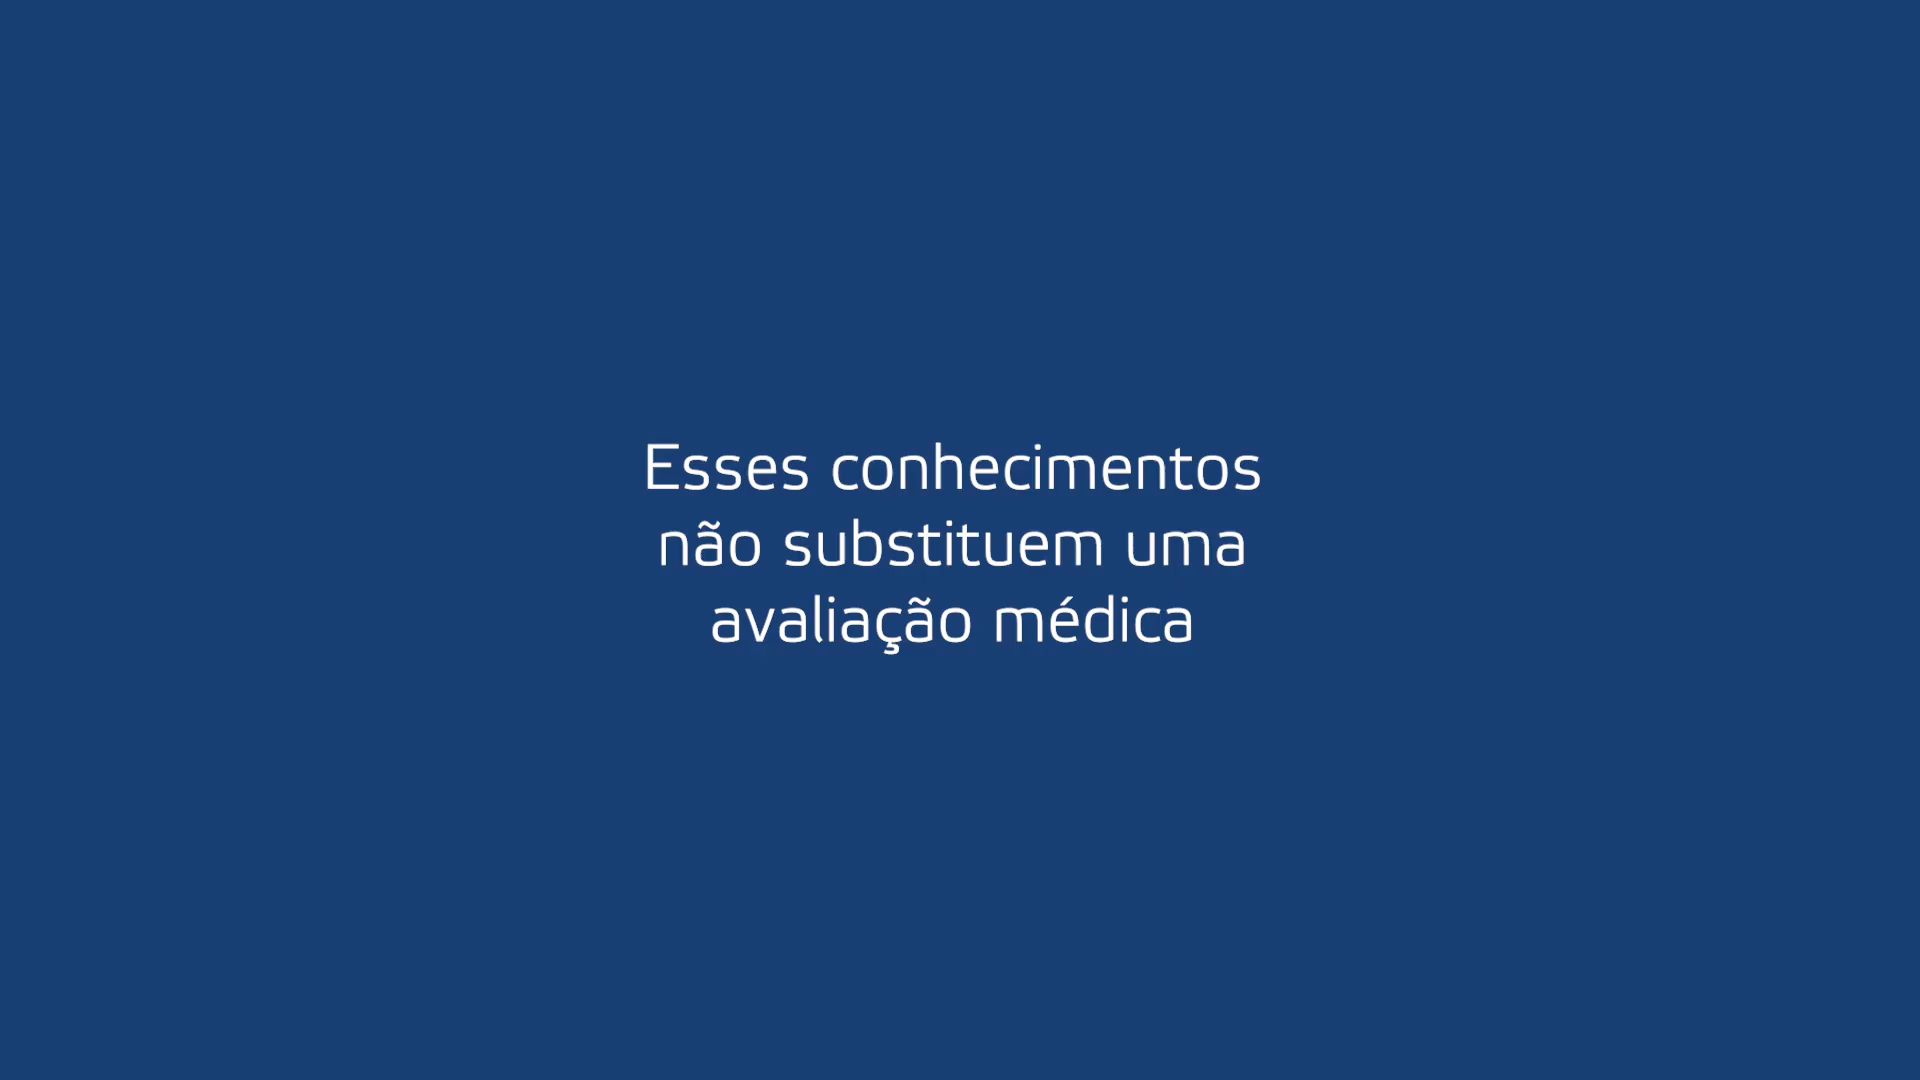 Esses conhecimentos
não substituem uma
avaliação médica